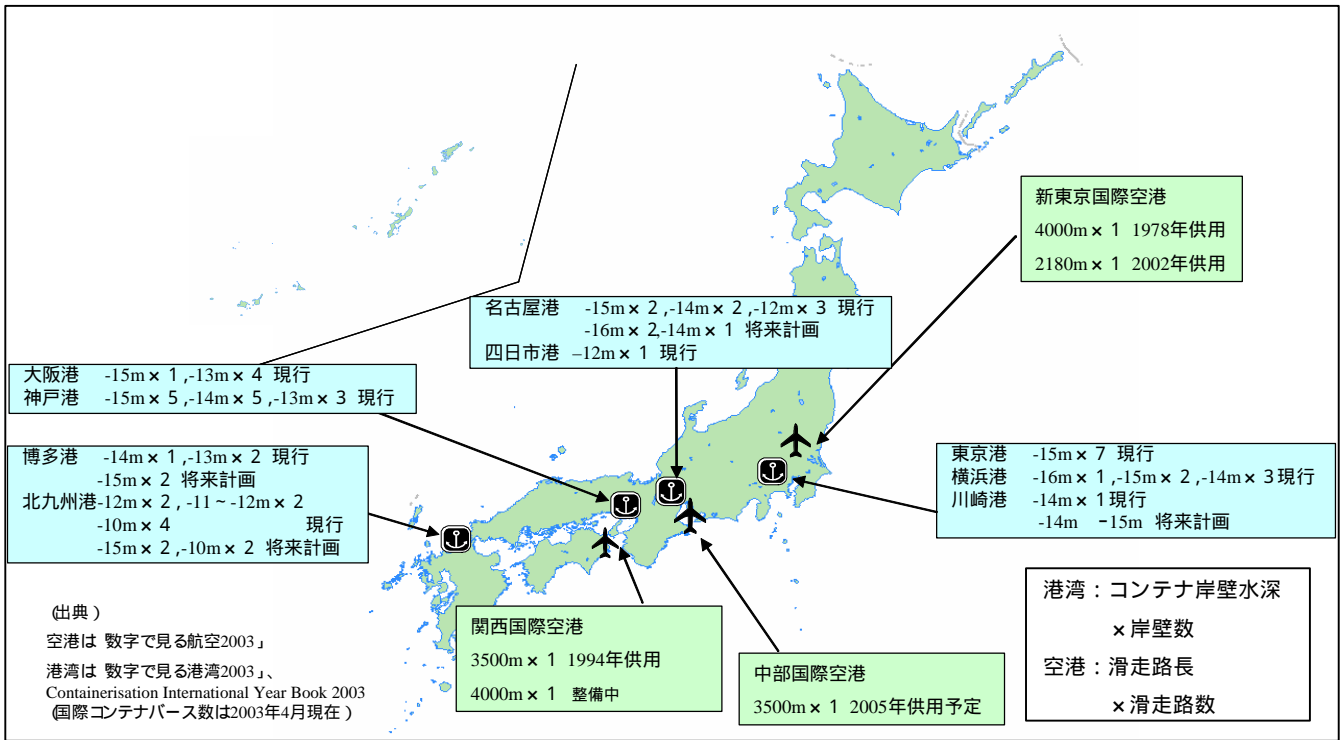 新東京国際空港
4000m × 1 1978年供用
2180m × 1 2002年供用
名古屋港 -15m × 2 ,-14m × 2 ,-12m × 3 現行
-16m × 2,-14m × 1 将来計画
四日市港 –12m × 1 現行
大阪港 -15m × 1 ,-13m × 4 現行
神戸港 -15m × 5 ,-14m × 5 ,-13m × 3 現行
博多港 -14m × 1 ,-13m × 2 現行
-15m × 2 将来計画
北九州港-12m × 2 , -11 ~ -12m × 2
-10m × 4 現行
-15m × 2 , -10m × 2 将来計画
東京港 -15m × 7 現行
横浜港 -16m × 1 , -15m × 2 , -14m × 3 現行
川崎港 -14m × 1 現行
-14m -15m 将来計画
関西国際空港
3500m × 1 1994年供用
4000m × 1 整備中
中部国際空港
3500m × 1 2005年供用予定
港湾：コンテナ岸壁水深
× 岸壁数
空港：滑走路長
× 滑走路数
(出典)
空港は 数字で見る航空2003」
港湾は 数字で見る港湾2003」、
Containerisation International Year Book 2003
(国際コンテナバース数は2003年4月現在)